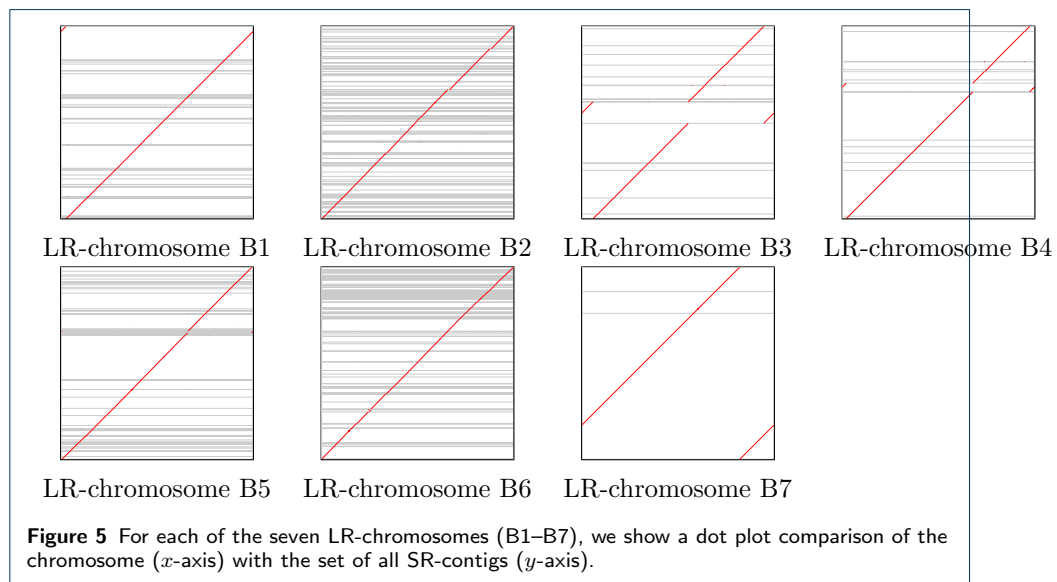 LR-chromosome B1
LR-chromosome B2
LR-chromosome B3
LR-chromosome B4
LR-chromosome B5
LR-chromosome B6
LR-chromosome B7
Figure 5 For each of the seven LR-chromosomes (B1–B7), we show a dot plot comparison of the
chromosome (x-axis) with the set of all SR-contigs (y-axis).